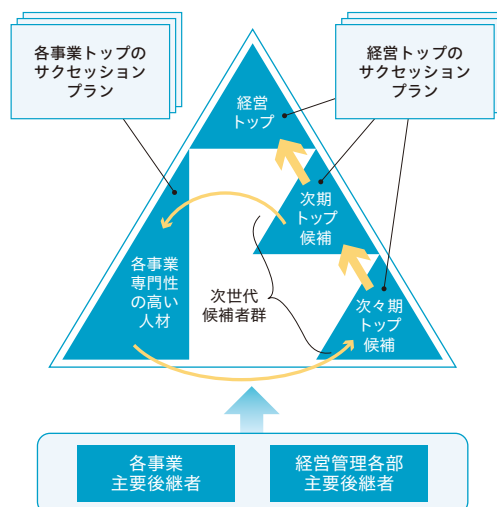 各事業トップの
サクセッション
プラン
経営トップの
サクセッション
プラン
経営
トップ
次期
トップ
候補
各事業
専門性
の高い
人材
次世代
候補者群
次々期
トップ
候補
各事業
主要後継者
経営管理各部
主要後継者